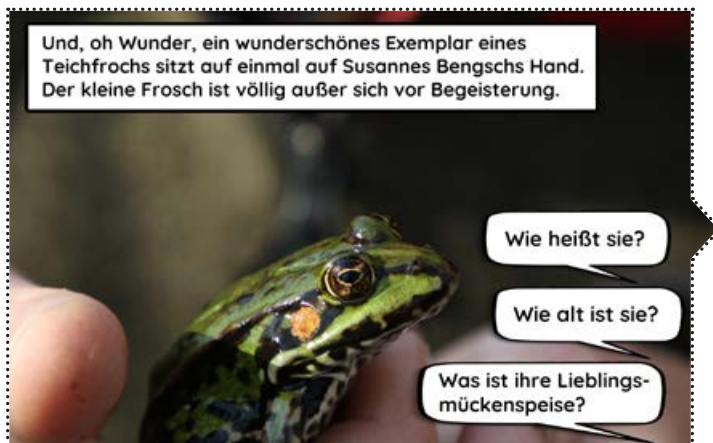 Und, oh Wunder, ein wunderschönes Exemplar eines
Teichfrochs sitzt auf einmal auf Susannes Bengschs Hand.
Der kleine Frosch ist völlig außer sich vor Begeisterung.
Wie heißt sie?
Wie alt ist sie?
Was ist ihre Lieblings-
mückenspeise?